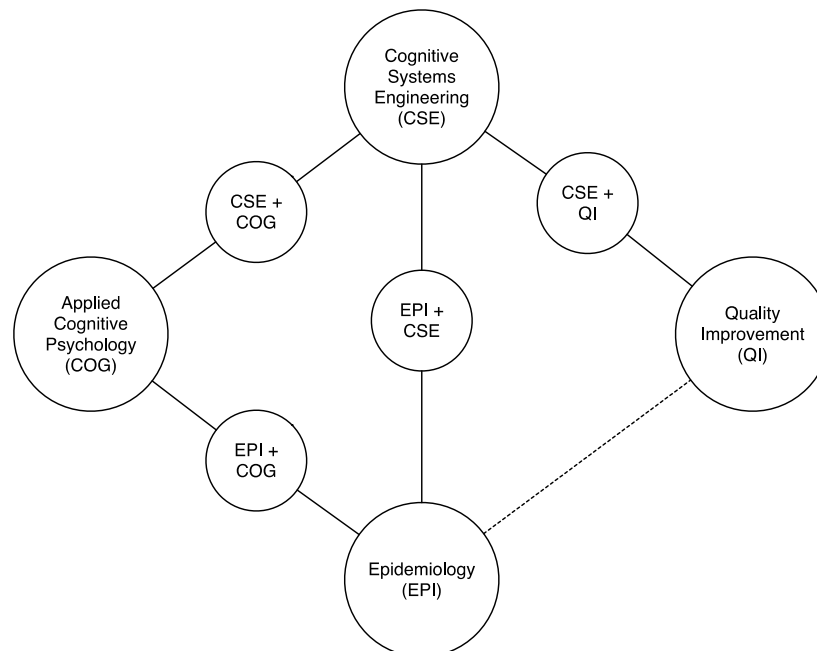 Cognitive
Systems
Engineering
(CSE)
CSE +
COG
CSE +
QI
Applied
Cognitive
Psychology
(COG)
EPI +
CSE
Quality
Improvement
(QI)
EPI +
COG
Epidemiology
(EPI)